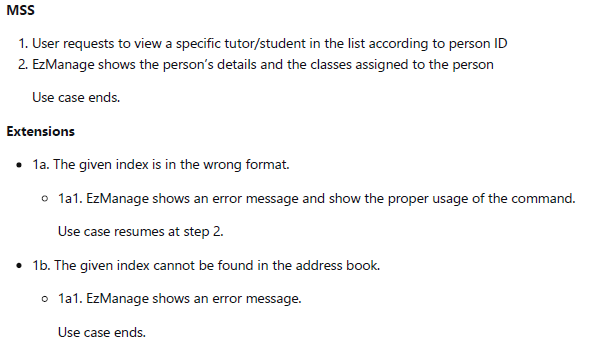 MSS
1. User requests to view a specific tutor/student in the list according to person ID
2. EzManage shows the person's details and the classes assigned to the person
Use case ends.
Extensions
• 1a. The given index is in the wrong format.
◦ 1a1. EzManage shows an error message and show the proper usage of the command.
Use case resumes at step 2.
• 1b. The given index cannot be found in the address book.
◦ 1a1. EzManage shows an error message.
Use case ends.